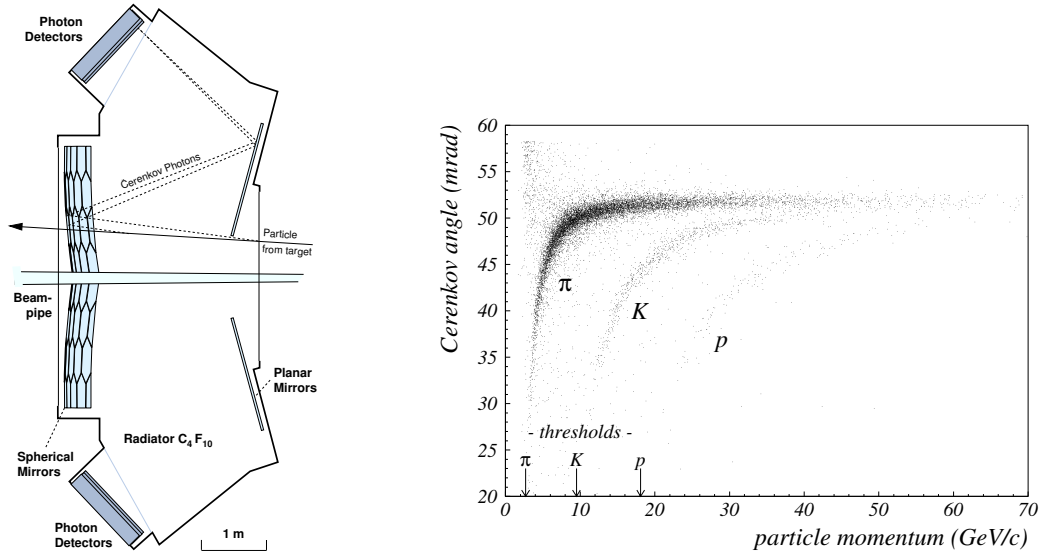 Photon
Detectors
Čerenkov Photons
Particle
from target
Beam-
pipe
Planar
Mirrors
Radiator C₄ F₁₀
Spherical
Mirrors
Photon
Detectors
1 m
Cerenkov angle (mrad)
60
55
50
45
40
35
30
25
20
π
K
p
- thresholds -
π K p
0 10 20 30 40 50 60 70
particle momentum (GeV/c)